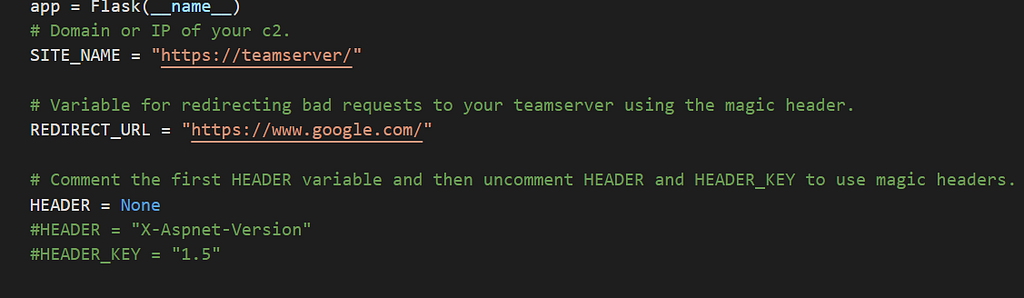 app = Flask(__name__)
# Domain or IP of your c2.
SITE_NAME = "https://teamserver/"
# Variable for redirecting bad requests to your teamserver using the magic header.
REDIRECT_URL = "https://www.google.com/"
# Comment the first HEADER variable and then uncomment HEADER and HEADER_KEY to use magic headers.
HEADER = None
#HEADER = "X-Aspnet-Version"
#HEADER_KEY = "1.5"